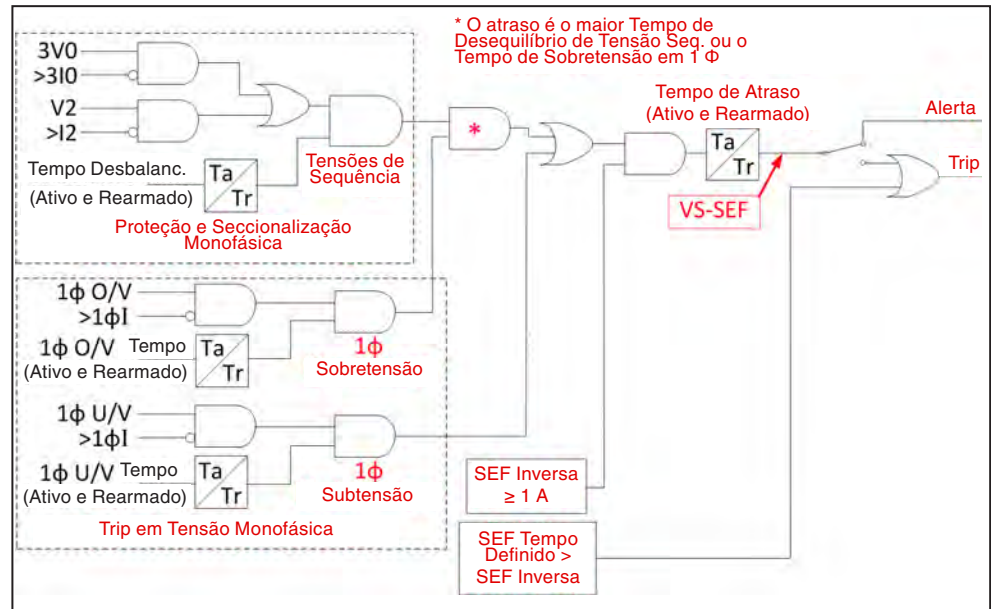 * O atraso é o maior Tempo de
Desequilíbrio de Tensão Seq. ou o
Tempo de Sobretensão em 1 Φ
3V0
>3I0
V2
>I2
Tempo Desbalanc.
(Ativo e Rearmado)
Ta
Tr
Tensões de
Sequência
Proteção e Seccionalização
Monofásica
*
Tempo de Atraso
(Ativo e Rearmado)
Ta
Tr
VS-SEF
Alerta
Trip
1ϕ O/V
>1ϕI
1ϕ O/V Tempo
(Ativo e Rearmado)
Ta
Tr
1ϕ
Sobretensão
1ϕ U/V
>1ϕI
1ϕ U/V Tempo
(Ativo e Rearmado)
Ta
Tr
1ϕ
Subtensão
Trip em Tensão Monofásica
SEF Inversa
≥ 1 A
SEF Tempo
Definido >
SEF Inversa